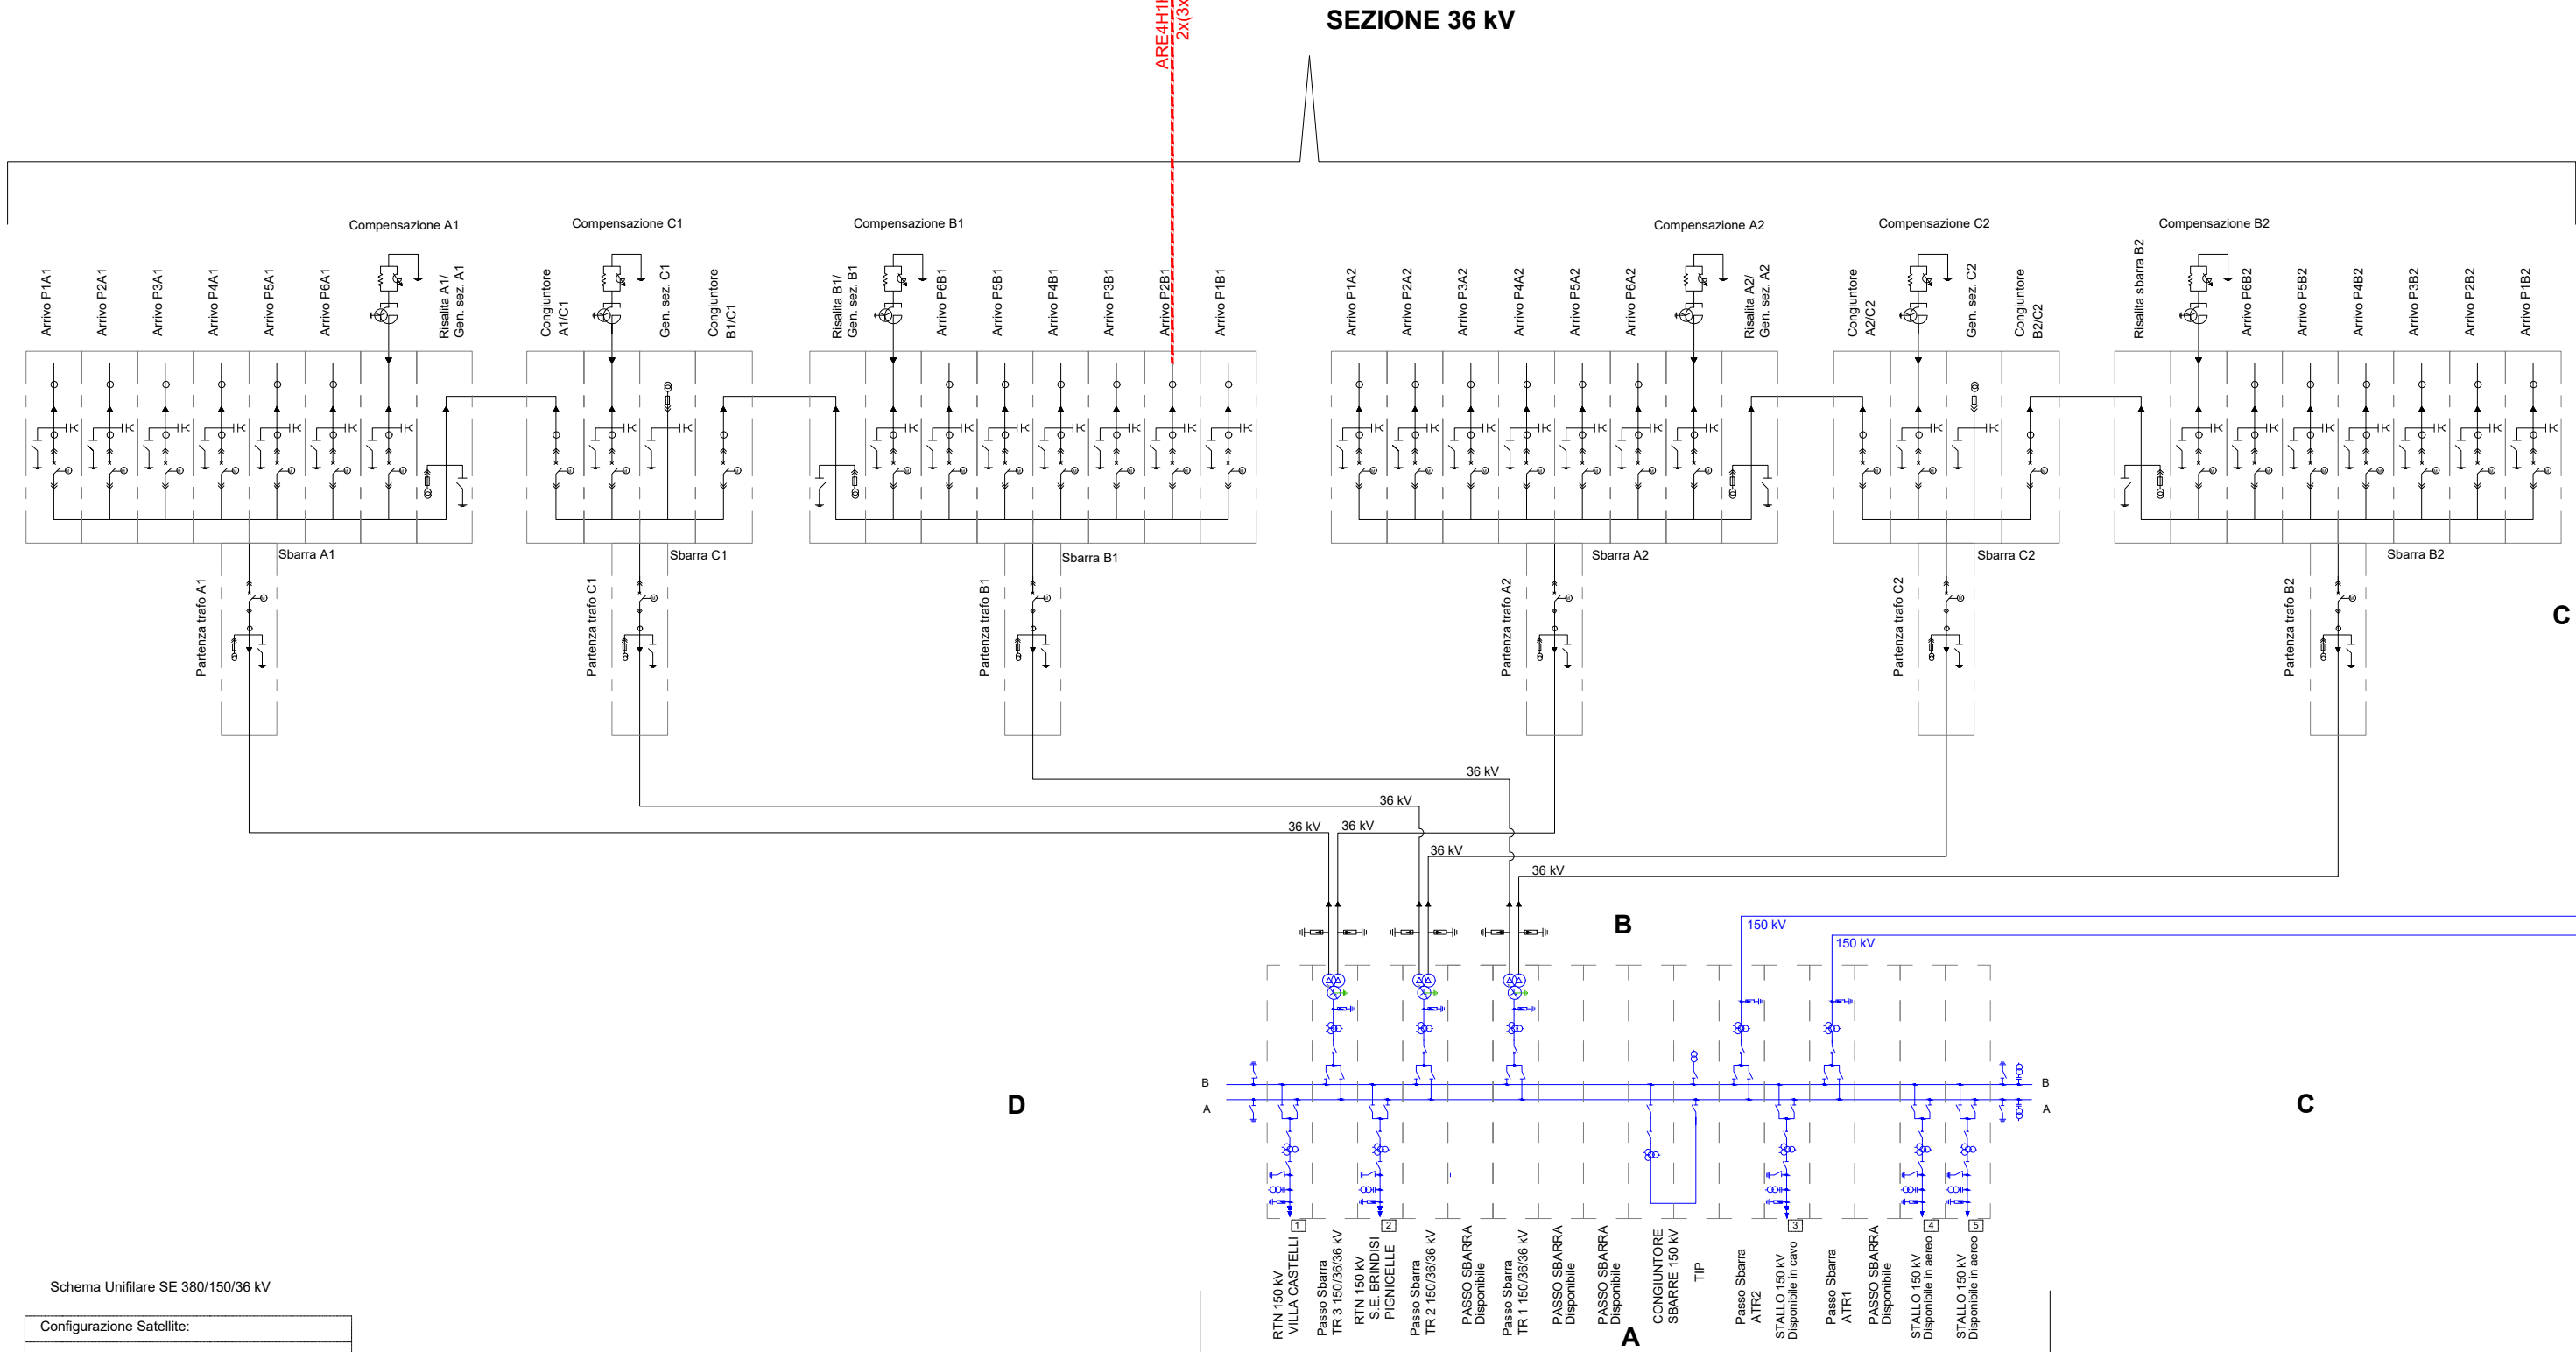 SEZIONE 36 kV
ARE4H1
2x(3x
Compensazione A1
Compensazione C1
Compensazione B1
Compensazione A2
Compensazione C2
Compensazione B2
Arrivo P1A1
Arrivo P2A1
Arrivo P3A1
Arrivo P4A1
Arrivo P5A1
Arrivo P6A1
Risalita A1/
Gen. sez. A1
Congiuntore
A1/C1
Gen. sez. C1
Congiuntore
B1/C1
Risalita B1/
Gen. sez. B1
Arrivo P6B1
Arrivo P5B1
Arrivo P4B1
Arrivo P3B1
Arrivo P2B1
Arrivo P1B1
Arrivo P1A2
Arrivo P2A2
Arrivo P3A2
Arrivo P4A2
Arrivo P5A2
Arrivo P6A2
Risalita A2/
Gen. sez. A2
Congiuntore
A2/C2
Gen. sez. C2
Congiuntore
B2/C2
Risalita sbarra B2
Arrivo P6B2
Arrivo P5B2
Arrivo P4B2
Arrivo P3B2
Arrivo P2B2
Arrivo P1B2
Sbarra A1
Sbarra C1
Sbarra B1
Sbarra A2
Sbarra C2
Sbarra B2
Partenza trafo A1
Partenza trafo C1
Partenza trafo B1
Partenza trafo A2
Partenza trafo C2
Partenza trafo B2
C
36 kV
36 kV
36 kV
36 kV
36 kV
36 kV
B
150 kV
150 kV
B
B
A
A
D
C
1
2
3
4
5
RTN 150 kV
VILLA CASTELLI
Passo Sbarra
TR 3 150/36/36 kV
RTN 150 kV
S.E. BRINDISI
PIGNICELLE
Passo Sbarra
TR 2 150/36/36 kV
PASSO SBARRA
Disponibile
Passo Sbarra
TR 1 150/36/36 kV
PASSO SBARRA
Disponibile
PASSO SBARRA
Disponibile
CONGIUNTORE
SBARRE 150 kV
TIP
Passo Sbarra
ATR2
STALLO 150 kV
Disponibile in cavo
Passo Sbarra
ATR1
PASSO SBARRA
Disponibile
STALLO 150 kV
Disponibile in aereo
STALLO 150 kV
Disponibile in aereo
A
Schema Unifilare SE 380/150/36 kV
Configurazione Satellite: